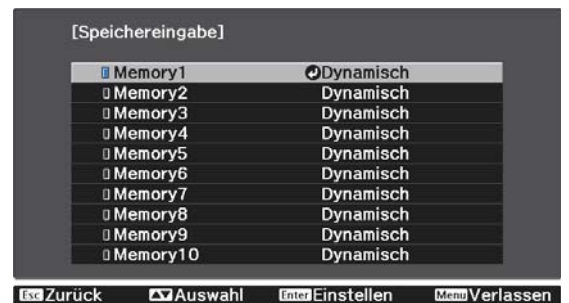 [Speichereingabe]
Memory1 Dynamisch
Memory2 Dynamisch
Memory3 Dynamisch
Memory4 Dynamisch
Memory5 Dynamisch
Memory6 Dynamisch
Memory7 Dynamisch
Memory8 Dynamisch
Memory9 Dynamisch
Memory10 Dynamisch
Esc Zurück Auswahl Enter Einstellen Menu Verlassen